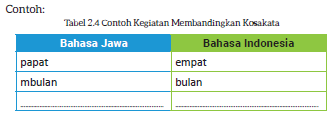 Contoh:
Tabel 2.4 Contoh Kegiatan Membandingkan Kosakata
Bahasa Jawa Bahasa Indonesia
papat empat
mbulan bulan